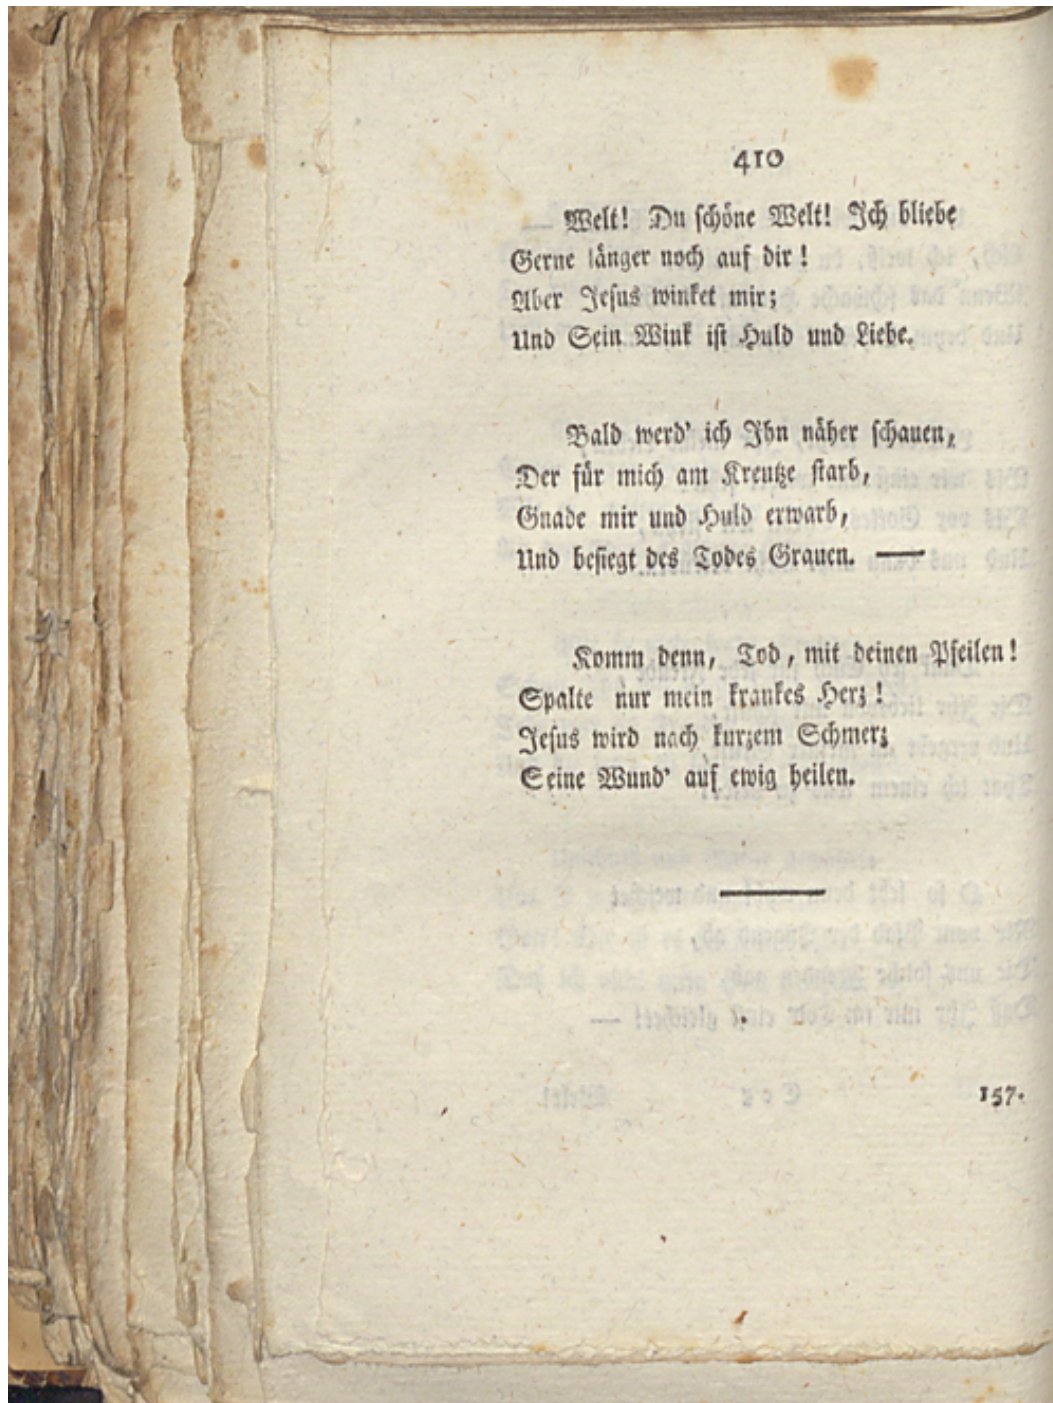 410
Welt! Du ſchöne Welt! Ich bliebe
Gerne länger noch auf dir!
Aber Jeſus winket mir;
Und Sein Wink iſt Huld und Liebe.
Bald werd' ich Ihn näher ſchauen,
Der für mich am Kreutze ſtarb,
Gnade mir und Huld erwarb,
Und beſiegt des Todes Grauen. —
Komm denn, Tod, mit deinen Pfeilen!
Spalte nur mein krankes Herz!
Jeſus wird nach kurzem Schmerz
Seine Wund' auf ewig heilen.
157.